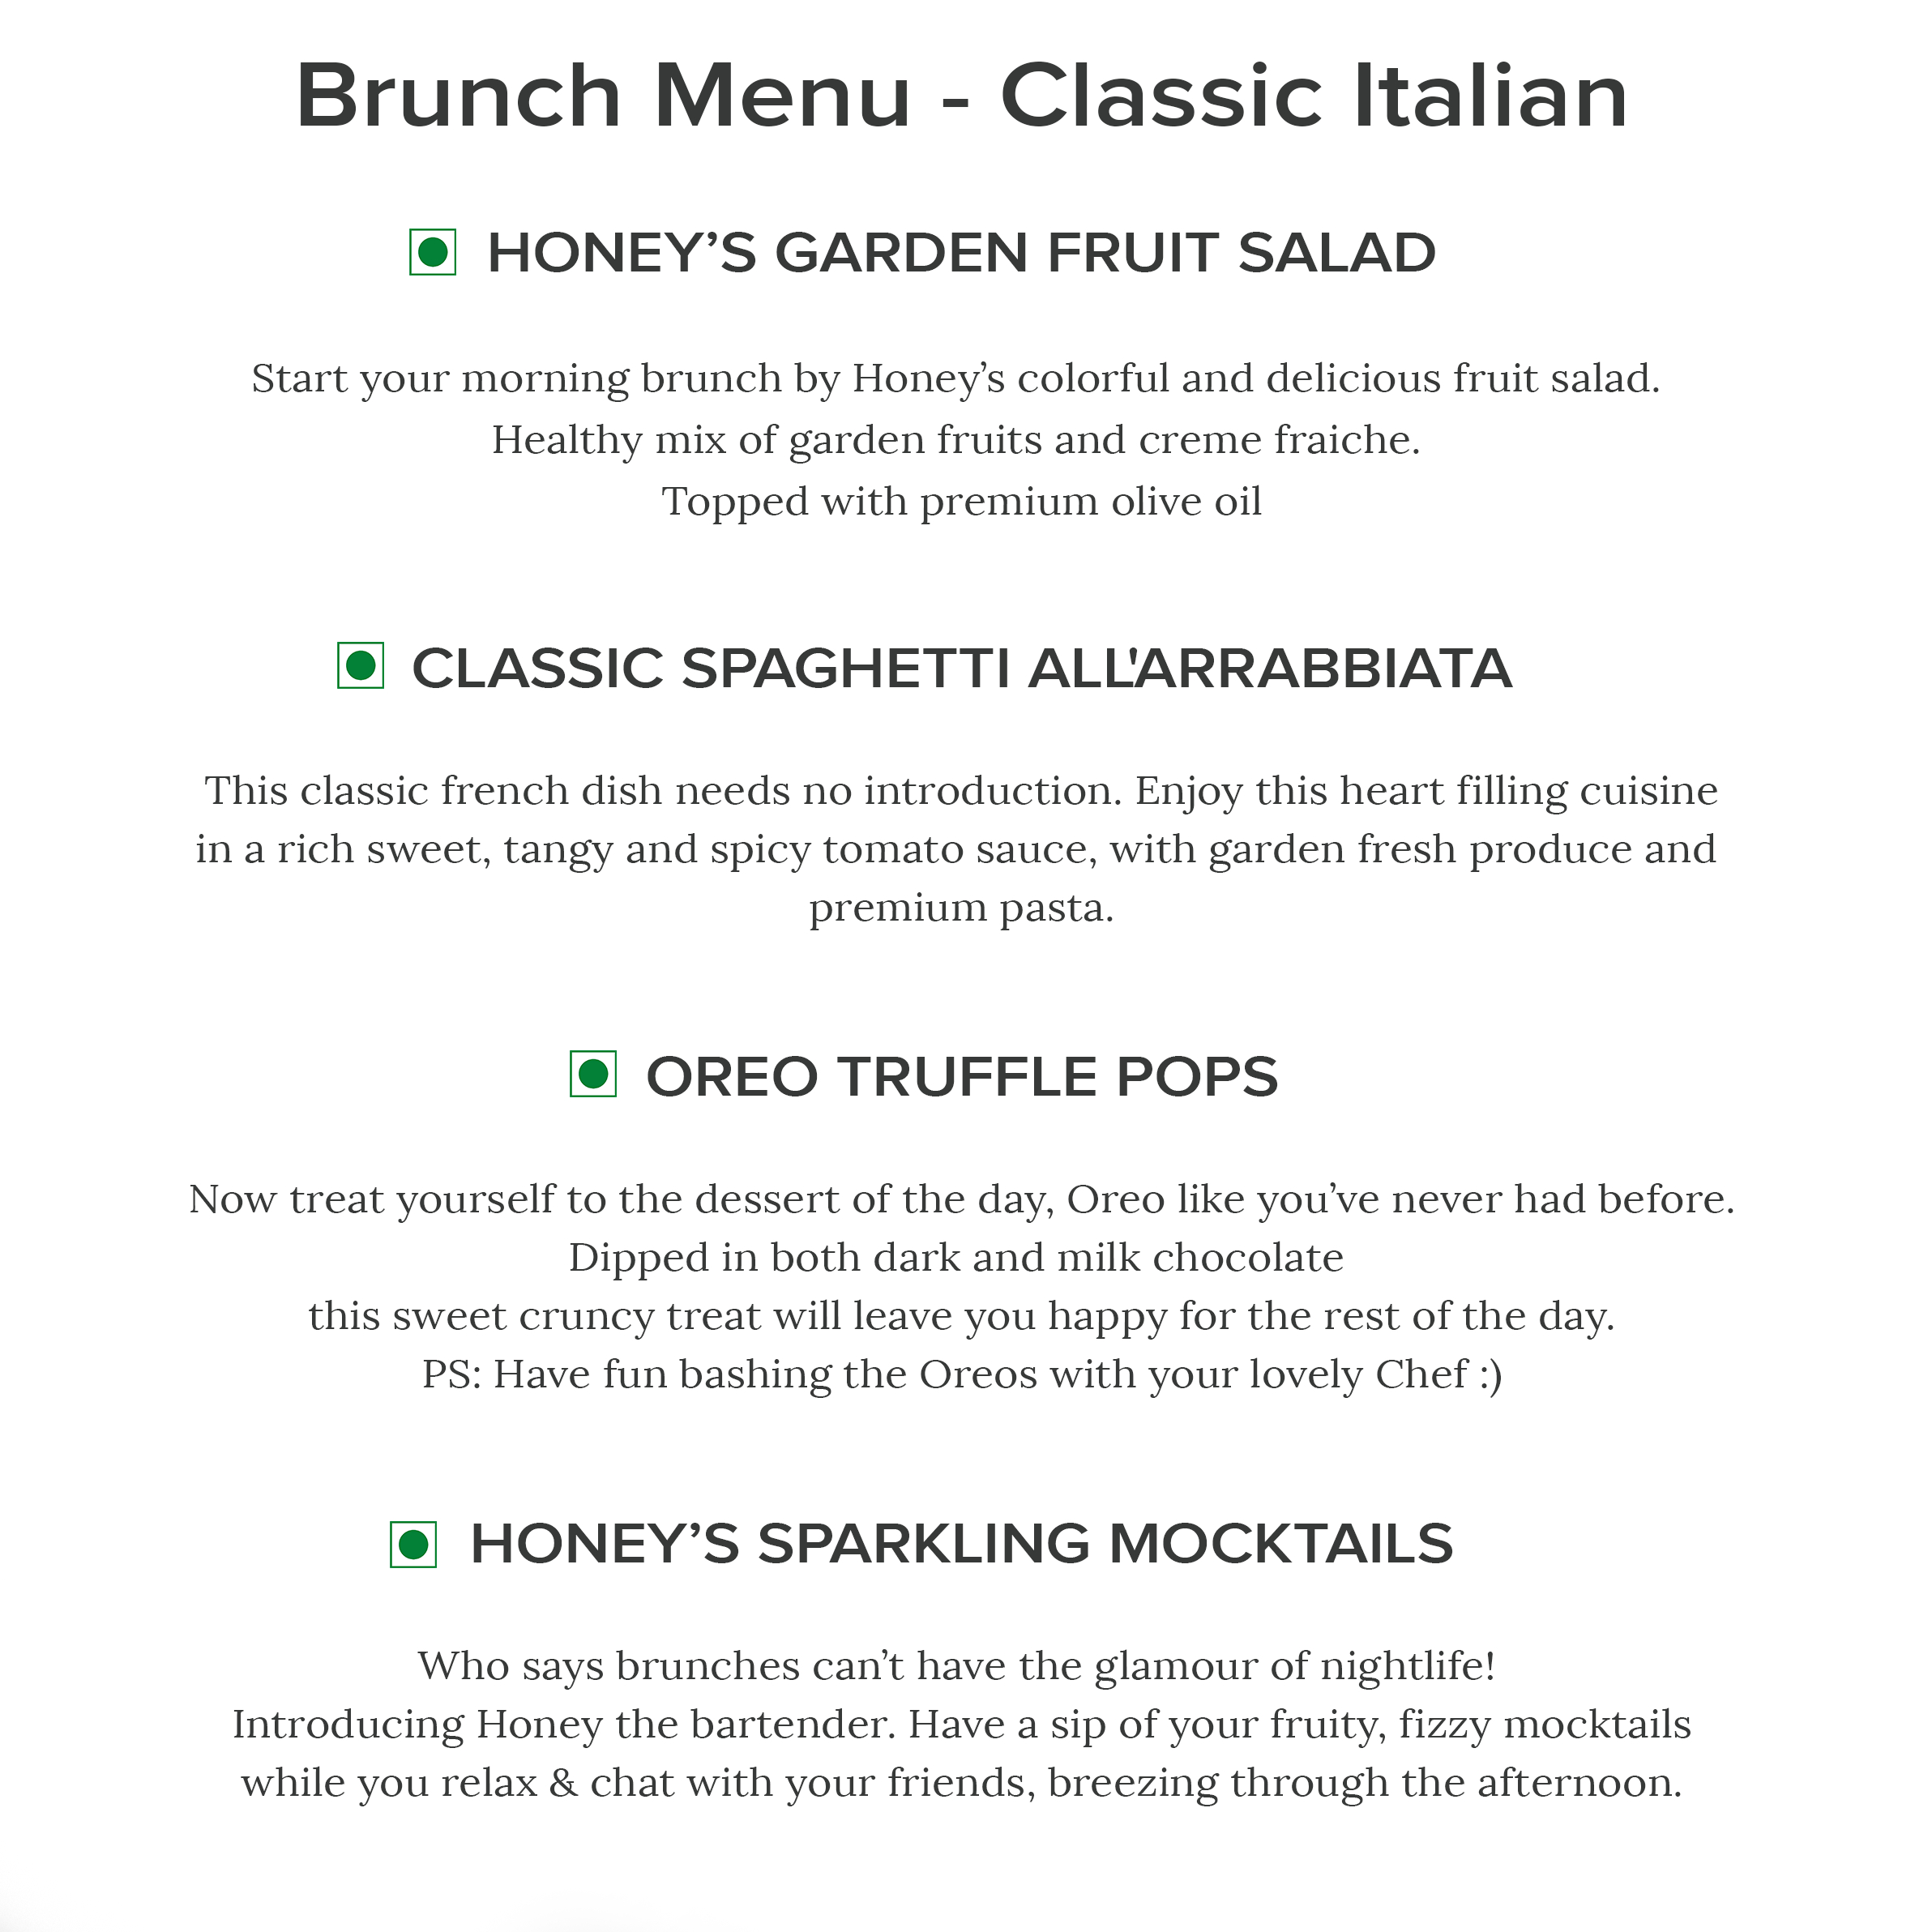 Brunch Menu - Classic Italian
HONEY’S GARDEN FRUIT SALAD
Start your morning brunch by Honey’s colorful and delicious fruit salad.
Healthy mix of garden fruits and creme fraiche.
Topped with premium olive oil
CLASSIC SPAGHETTI ALL'ARRABBIATA
This classic french dish needs no introduction. Enjoy this heart filling cuisine
in a rich sweet, tangy and spicy tomato sauce, with garden fresh produce and
premium pasta.
OREO TRUFFLE POPS
Now treat yourself to the dessert of the day, Oreo like you’ve never had before.
Dipped in both dark and milk chocolate
this sweet cruncy treat will leave you happy for the rest of the day.
PS: Have fun bashing the Oreos with your lovely Chef :)
HONEY’S SPARKLING MOCKTAILS
Who says brunches can’t have the glamour of nightlife!
Introducing Honey the bartender. Have a sip of your fruity, fizzy mocktails
while you relax & chat with your friends, breezing through the afternoon.